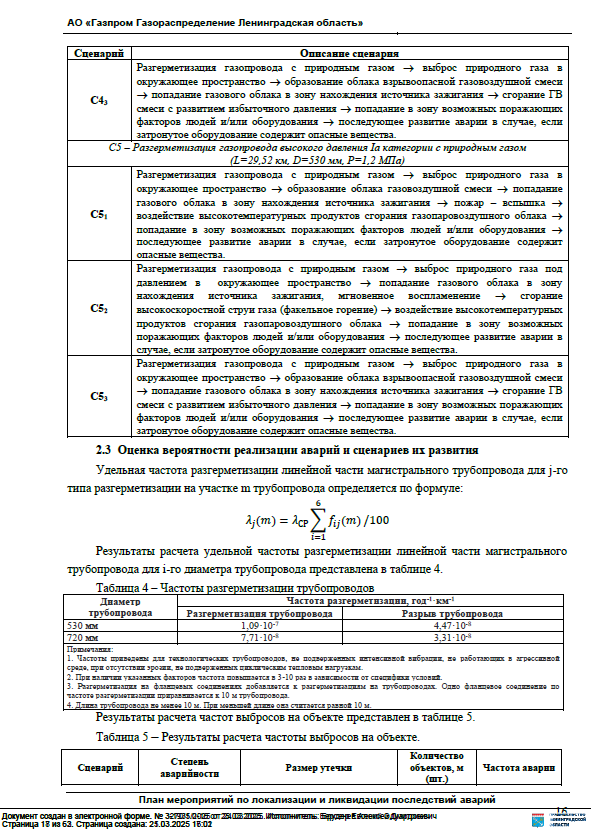 АО «Газпром Газораспределение Ленинградская область»
Сценарий Описание сценария
С4₃
Разгерметизация газопровода с природным газом → выброс природного газа в
окружающее пространство → образование облака взрывоопасной газовоздушной смеси
→ попадание газового облака в зону нахождения источника зажигания → сгорание ГВ
смеси с развитием избыточного давления → попадание в зону возможных поражающих
факторов людей и/или оборудования → последующее развитие аварии в случае, если
затронутое оборудование содержит опасные вещества.
С5 – Разгерметизация газопровода высокого давления Iа категории с природным газом
(L=29,52 км, D=530 мм, P=1,2 МПа)
С5₁
Разгерметизация газопровода с природным газом → выброс природного газа в
окружающее пространство → образование облака газовоздушной смеси → попадание
газового облака в зону нахождения источника зажигания → пожар – вспышка →
воздействие высокотемпературных продуктов сгорания газопаровоздушного облака →
попадание в зону возможных поражающих факторов людей и/или оборудования →
последующее развитие аварии в случае, если затронутое оборудование содержит
опасные вещества.
С5₂
Разгерметизация газопровода с природным газом → выброс природного газа под
давлением в окружающее пространство → попадание газового облака в зону
нахождения источника зажигания, мгновенное воспламенение → сгорание
высокоскоростной струи газа (факельное горение) → воздействие высокотемпературных
продуктов сгорания газопаровоздушного облака → попадание в зону возможных
поражающих факторов людей и/или оборудования → последующее развитие аварии в
случае, если затронутое оборудование содержит опасные вещества.
С5₃
Разгерметизация газопровода с природным газом → выброс природного газа в
окружающее пространство → образование облака взрывоопасной газовоздушной смеси
→ попадание газового облака в зону нахождения источника зажигания → сгорание ГВ
смеси с развитием избыточного давления → попадание в зону возможных поражающих
факторов людей и/или оборудования → последующее развитие аварии в случае, если
затронутое оборудование содержит опасные вещества.
2.3 Оценка вероятности реализации аварий и сценариев их развития
Удельная частота разгерметизации линейной части магистрального трубопровода для j-го
типа разгерметизации на участке m трубопровода определяется по формуле:
λⱼ(m) = λ_СР ∑_{i=1}^{6} f_{ij}(m) /100
Результаты расчета удельной частоты разгерметизации линейной части магистрального
трубопровода для i-го диаметра трубопровода представлена в таблице 4.
Таблица 4 – Частоты разгерметизации трубопроводов
Диаметр трубопровода Частота разгерметизации, год⁻¹·км⁻¹
Разгерметизация трубопровода Разрыв трубопровода
530 мм 1,09·10⁻⁷ 4,47·10⁻⁸
720 мм 7,71·10⁻⁸ 3,31·10⁻⁸
Примечания:
1. Частоты приведены для технологических трубопроводов, не подверженных интенсивной вибрации, не работающих в агрессивной
среде, при отсутствии эрозии, не подверженных циклическим тепловым нагрузкам.
2. При наличии указанных факторов частота повышается в 3-10 раз в зависимости от специфики условий.
3. Разгерметизация на фланцевых соединениях добавляется к разгерметизациям на трубопроводах. Одно фланцевое соединение по
частоте разгерметизации приравнивается к 10 м трубопровода.
4. Длина трубопровода не менее 10 м. При меньшей длине она считается равной 10 м.
Результаты расчета частот выбросов на объекте представлен в таблице 5.
Таблица 5 – Результаты расчета частоты выбросы на объекте.
Сценарий Степень аварийности Размер утечки Количество объектов, м (шт.) Частота аварии
План мероприятий по локализации и ликвидации последствий аварий
16
Документ создан в электронной форме. №
Исполнитель:
Страница создана:
ЛЕНИНГРАДСКОЙ
ОБЛАСТИ